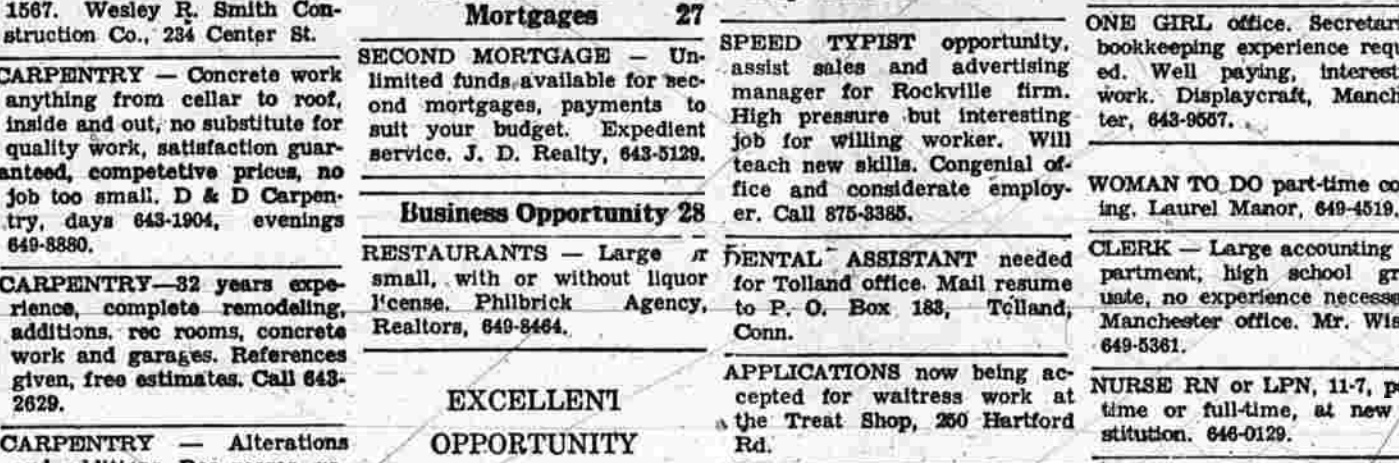 1567. Wesley R. Smith Con-
struction Co., 234 Center St.
CARPENTRY — Concrete work
anything from cellar to roof,
inside and out, no substitute for
quality work, satisfaction guar-
anteed, competetive prices, no
job too small. D & D Carpen-
try, days 643-1904, evenings
649-8880.
CARPENTRY—32 years expe-
rience, complete remodeling,
additions, rec rooms, concrete
work and garages. References
given, free estimates. Call 643-
2629.
CARPENTRY — Alterations
Mortgages 27
SECOND MORTGAGE — Un-
limited funds available for sec-
ond mortgages, payments to
suit your budget. Expedient
service. J. D. Realty, 643-5129.
Business Opportunity 28
RESTAURANTS — Large or
small, with or without liquor
license. Philbrick Agency,
Realtors, 649-8464.
EXCELLENT
OPPORTUNITY
SPEED TYPIST opportunity,
assist sales and advertising
manager for Rockville firm.
High pressure but interesting
job for willing worker. Will
teach new skills. Congenial of-
fice and considerate employ-
er. Call 875-3385.
DENTAL ASSISTANT needed
for Tolland office. Mail resume
to P. O. Box 183, Tolland,
Conn.
APPLICATIONS now being ac-
cepted for waitress work at
the Treat Shop, 250 Hartford
Rd.
ONE GIRL office. Secretar
bookkeeping experience req
ed. Well paying, interest
work. Displaycraft, Manch
ter, 643-9557.
WOMAN TO DO part-time co
ing. Laurel Manor, 649-4519.
CLERK — Large accounting
partment, high school gr
uate, no experience necess
Manchester office. Mr. Wis
649-5361.
NURSE RN or LPN, 11-7, p
time or full-time, at new
stitution. 646-0129.